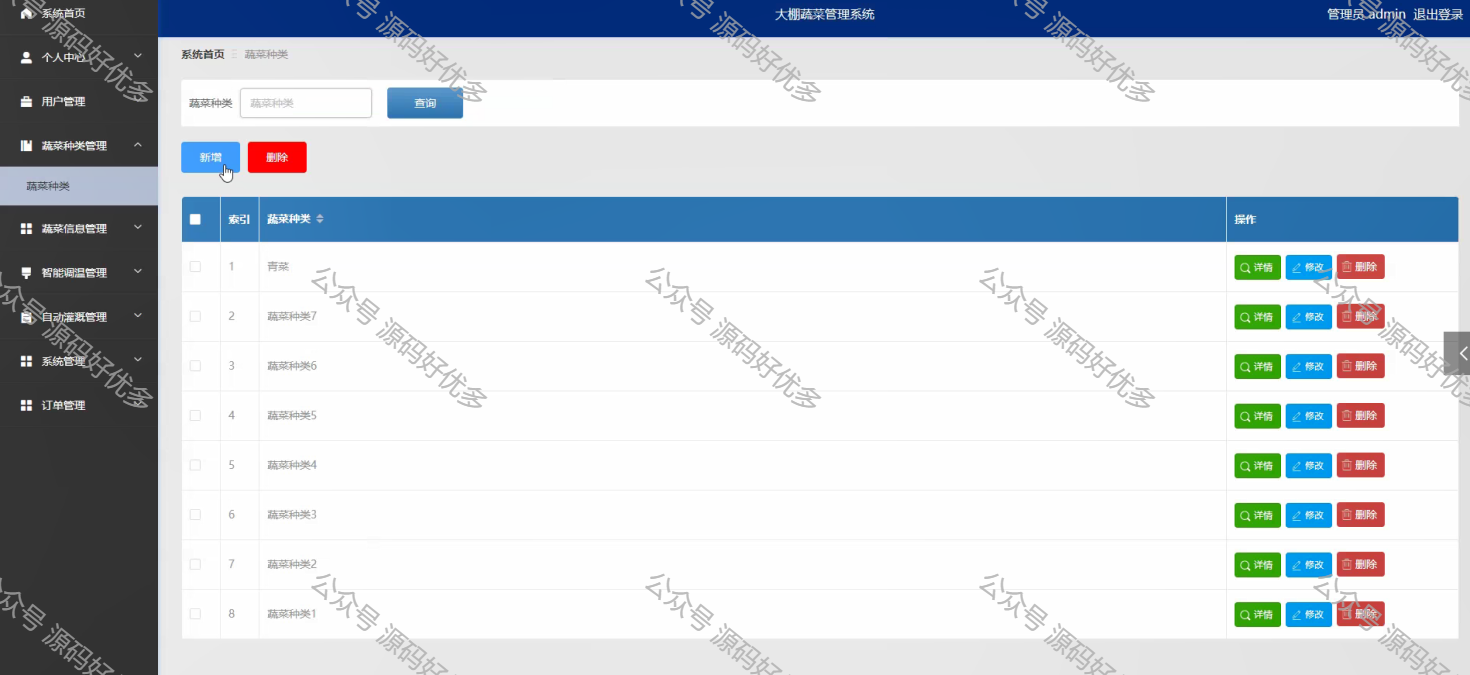 系统首页
个人中心
用户管理
蔬菜种类管理
蔬菜种类
蔬菜信息管理
智能调温管理
自动灌溉管理
系统管理
订单管理
大棚蔬菜管理系统
管理员 admin 退出登录
系统首页 蔬菜种类
蔬菜种类 蔬菜种类 查询
新增 删除
索引 蔬菜种类 操作
1 青菜 详情 修改 删除
2 蔬菜种类7 详情 修改 删除
3 蔬菜种类6 详情 修改 删除
4 蔬菜种类5 详情 修改 删除
5 蔬菜种类4 详情 修改 删除
6 蔬菜种类3 详情 修改 删除
7 蔬菜种类2 详情 修改 删除
8 蔬菜种类1 详情 修改 删除
公众号 源码好优多
公众号 源码好优多
公众号 源码好优多
公众号 源码好优多
公众号 源码好优多
公众号 源码好优多
公众号 源码好优多
公众号 源码好优多
公众号 源码好优多
公众号 源码好优多